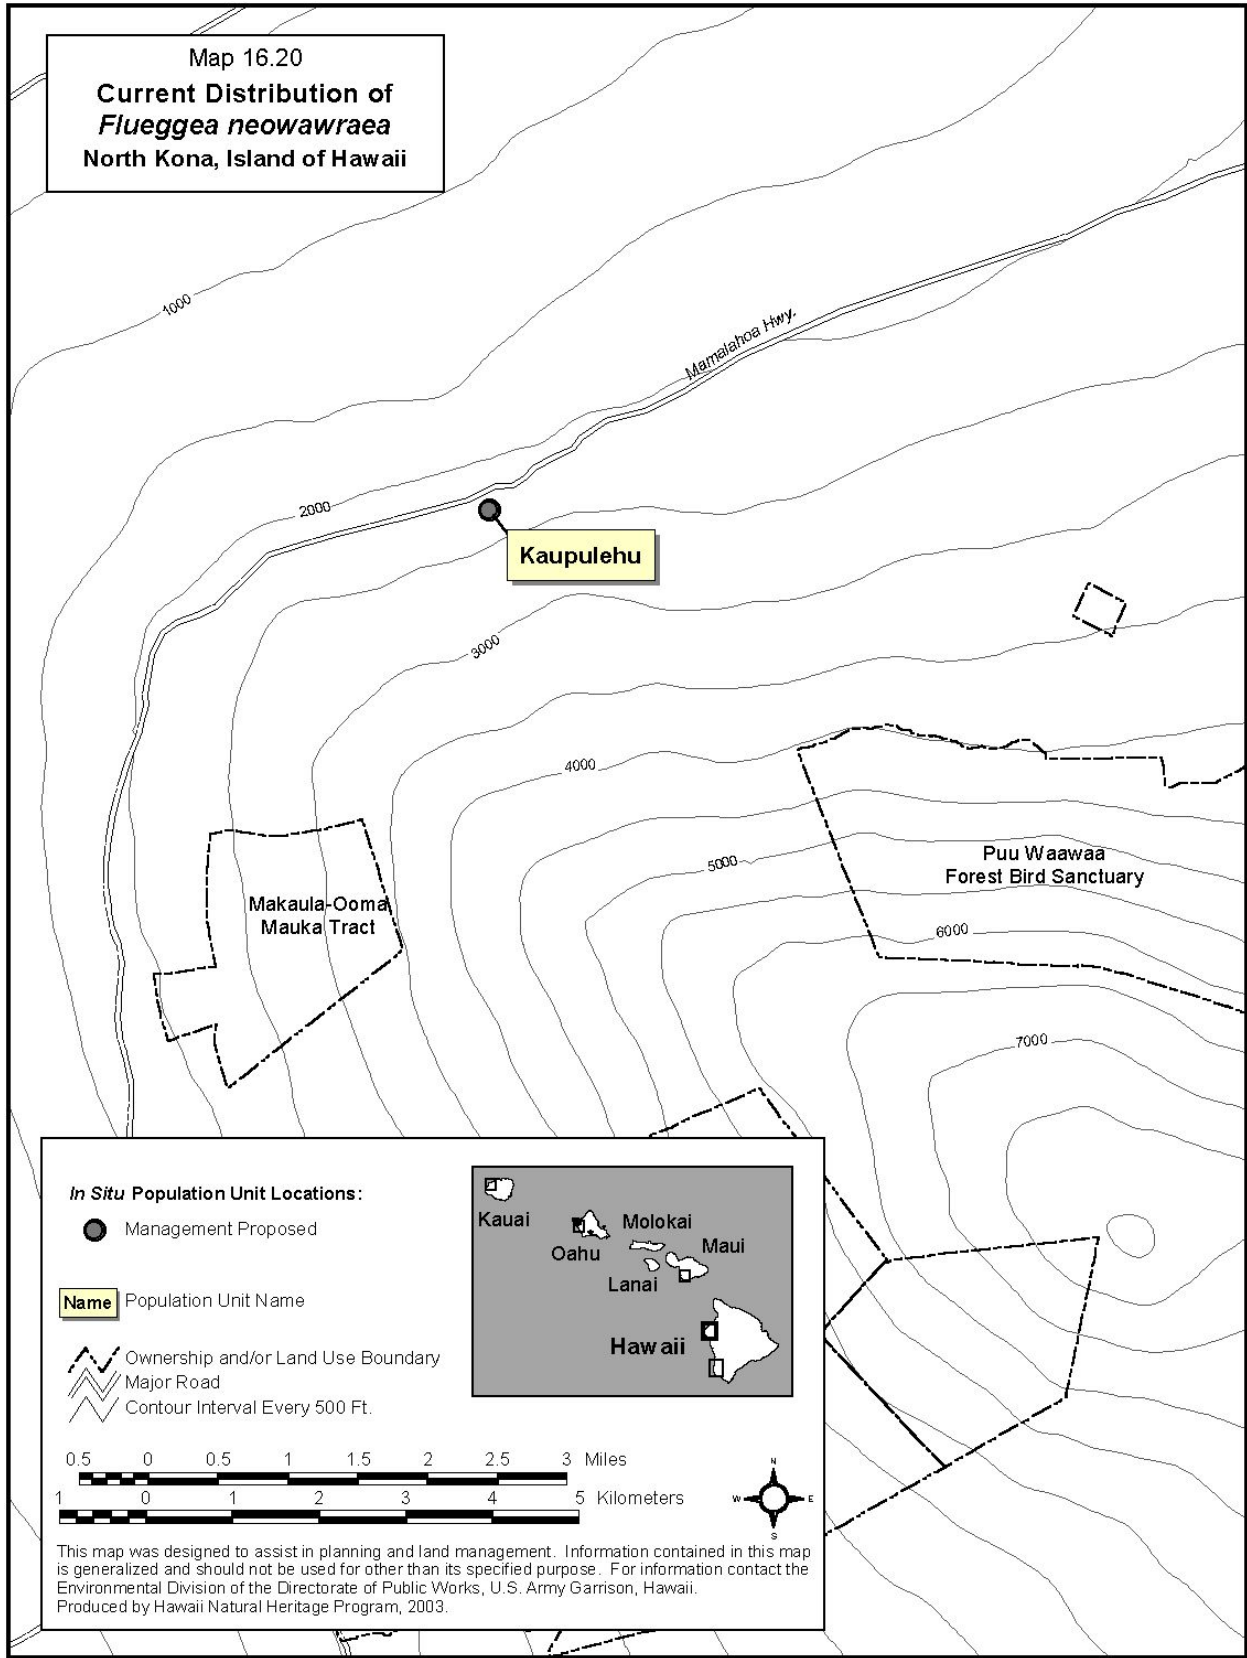 Map 16.20
Current Distribution of
Flueggea neowawraea
North Kona, Island of Hawaii
1000
Mamalahoa Hwy.
2000
Kaupulehu
3000
4000
5000
Puu Waawaa
Forest Bird Sanctuary
Makaula-Ooma
Mauka Tract
6000
7000
In Situ Population Unit Locations:
Management Proposed
Name Population Unit Name
Ownership and/or Land Use Boundary
Major Road
Contour Interval Every 500 Ft.
Kauai
Oahu
Molokai
Lanai
Maui
Hawaii
0.5 0 0.5 1 1.5 2 2.5 3 Miles
1 0 1 2 3 4 5 Kilometers
N
W E
S
This map was designed to assist in planning and land management. Information contained in this map
is generalized and should not be used for other than its specified purpose. For information contact the
Environmental Division of the Directorate of Public Works, U.S. Army Garrison, Hawaii.
Produced by Hawaii Natural Heritage Program, 2003.